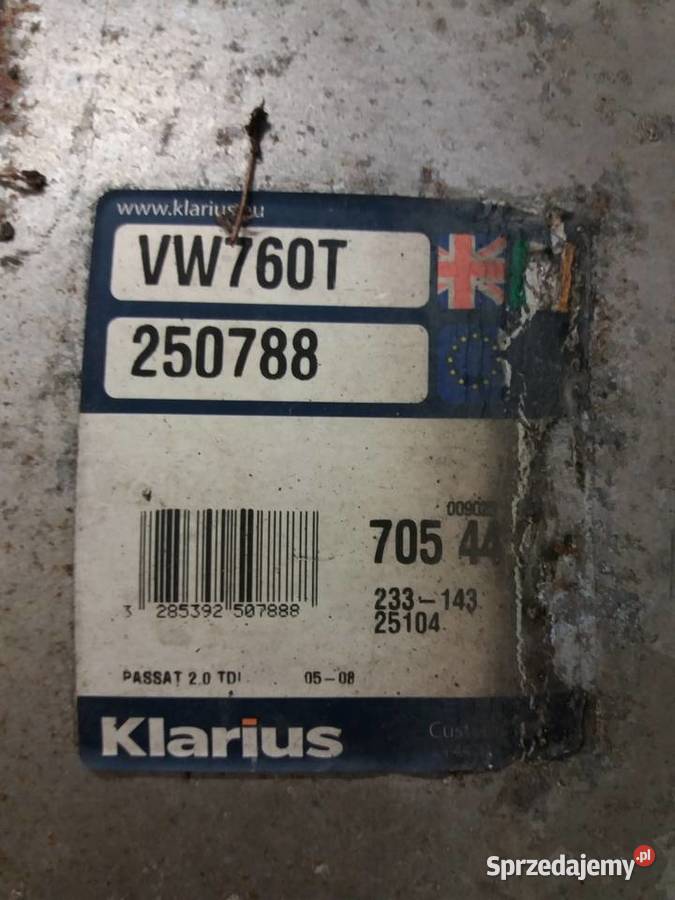 www.klarius.eu
VW760T
250788
705 44
233-143
25104
3 285392 507888
PASSAT 2.0 TDI 05-08
Klarius
Sprzedajemy.pl